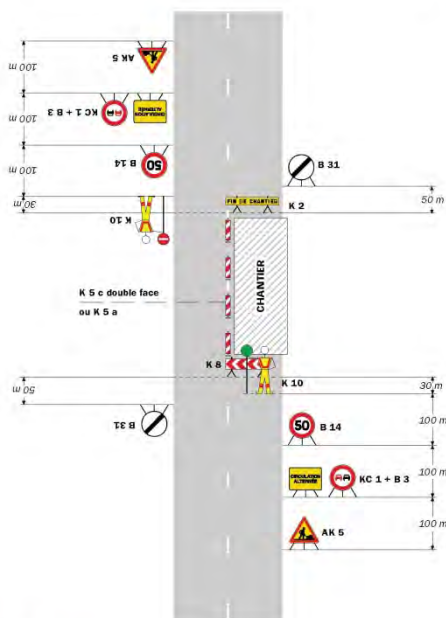 AK 5
100 m
KC 1 + B 3
CIRCULATION
ALTERNÉE
100 m
50
B 14
100 m
K 10
30 m
B 31
50 m
FIN DE CHANTIER
K 2
CHANTIER
K 5 c double face
ou K 5 a
K 8
K 10
30 m
50 m
B 31
50
B 14
100 m
CIRCULATION
ALTERNÉE
KC 1 + B 3
100 m
AK 5
100 m